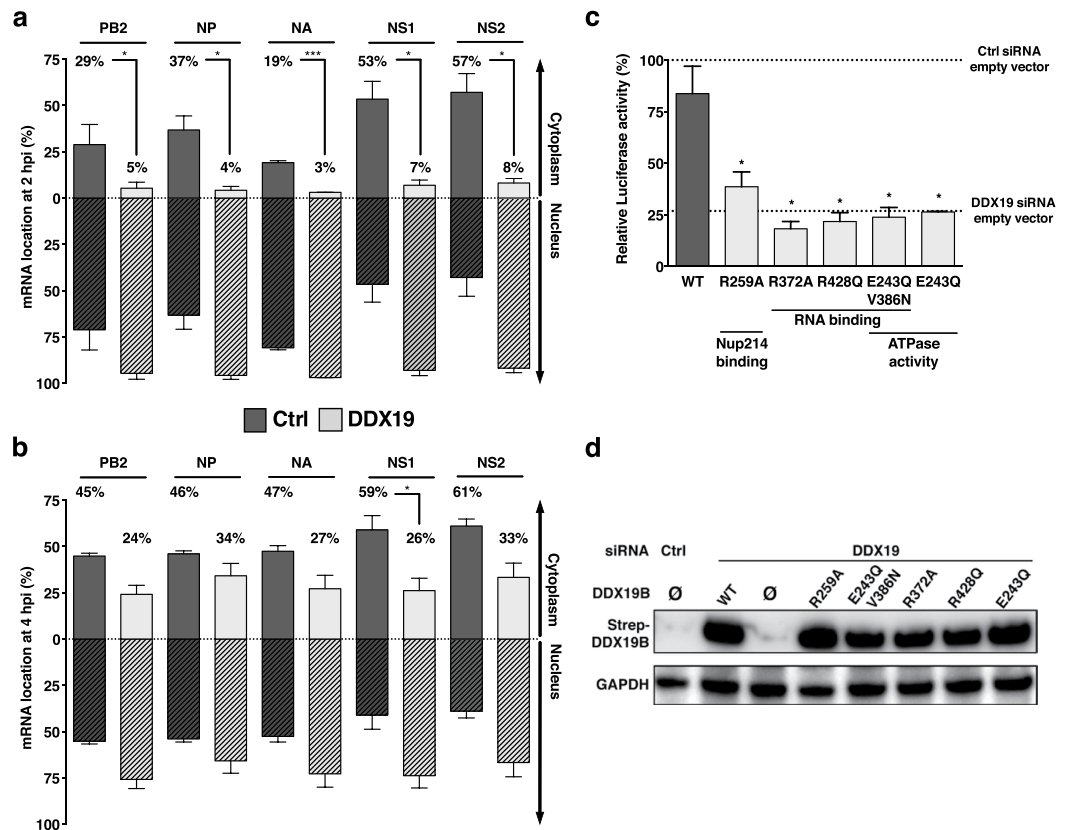 a
PB2 NP NA NS1 NS2
29% * 37% * 19% *** 53% * 57% *
5% 4% 3% 7% 8%
75
50
25
0
25
50
75
100
mRNA location at 2 hpi (%)
Cytoplasm
Nucleus
Ctrl DDX19
b
PB2 NP NA NS1 NS2
45% 46% 47% 59% * 61%
24% 34% 27% 26% 33%
75
50
25
0
25
50
75
100
mRNA location at 4 hpi (%)
Cytoplasm
Nucleus
c
Relative Luciferase activity (%)
100
75
50
25
0
Ctrl siRNA
empty vector
DDX19 siRNA
empty vector
* * * * *
WT R259A R372A R428Q E243Q E243Q
V386N
RNA binding
Nup214
binding
ATPase
activity
d
siRNA Ctrl DDX19
DDX19B Ø WT Ø R259A E243Q V386N R372A R428Q E243Q
Strep-
DDX19B
GAPDH